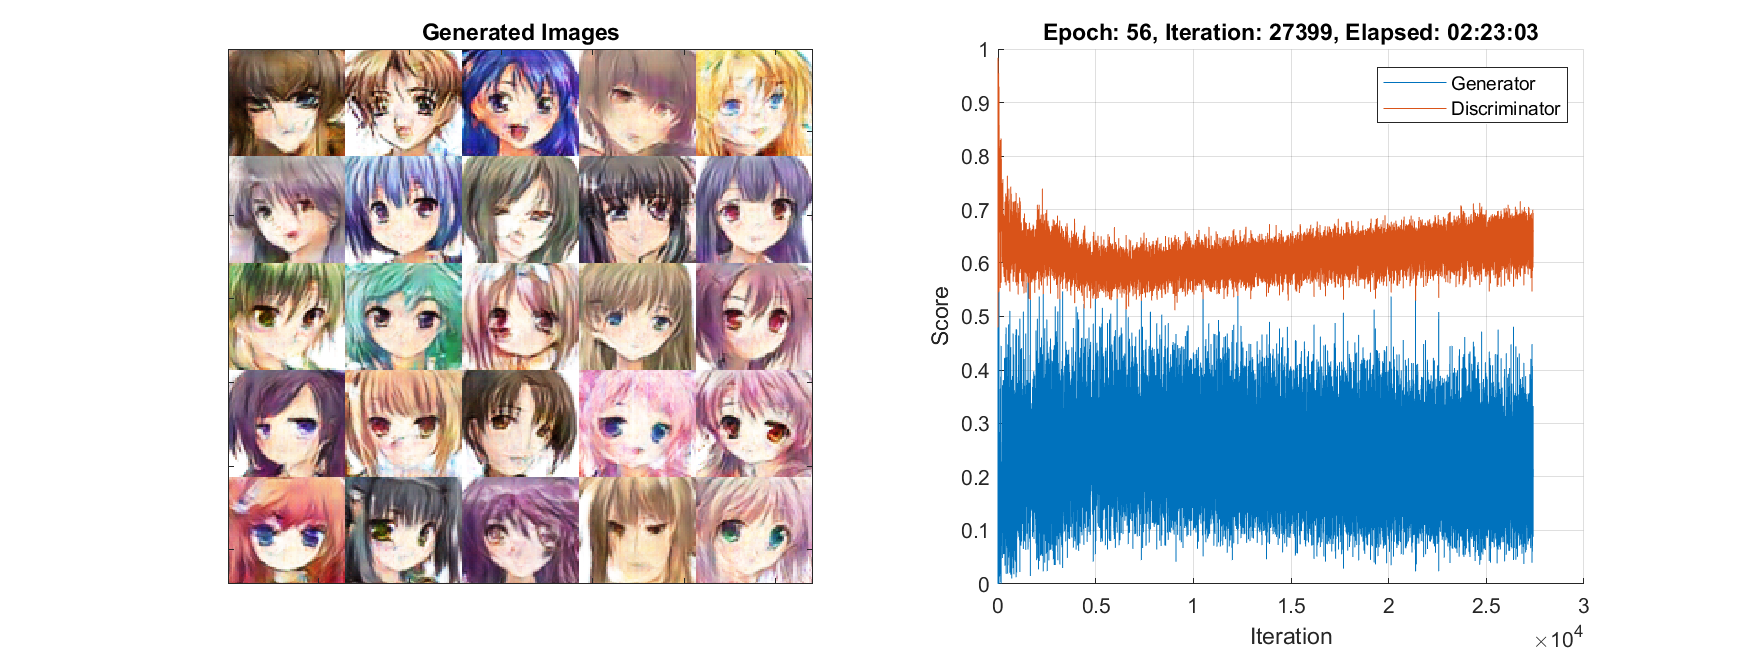 Generated Images
Epoch: 56, Iteration: 27399, Elapsed: 02:23:03
Generator
Discriminator
1
0.9
0.8
0.7
0.6
0.5
0.4
0.3
0.2
0.1
0
Score
0 0.5 1 1.5 2 2.5 3
Iteration
×10⁴